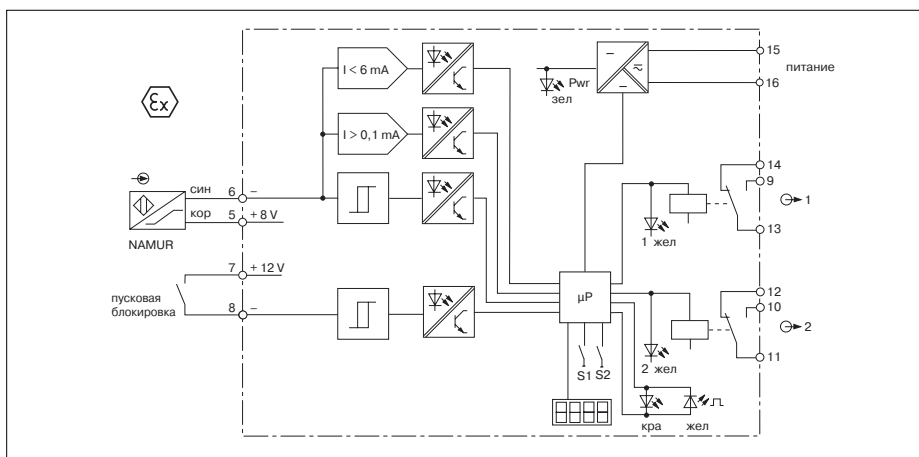 I < 6 mA
Pwr
зел
15
питание
16
Ex
I > 0,1 mA
14
9
1
13
син
6
–
кор
5
+ 8 V
NAMUR
1 жел
7
+ 12 V
пусковая
блокировка
8
–
µP
12
10
2
11
2 жел
S1
S2
кра
жел